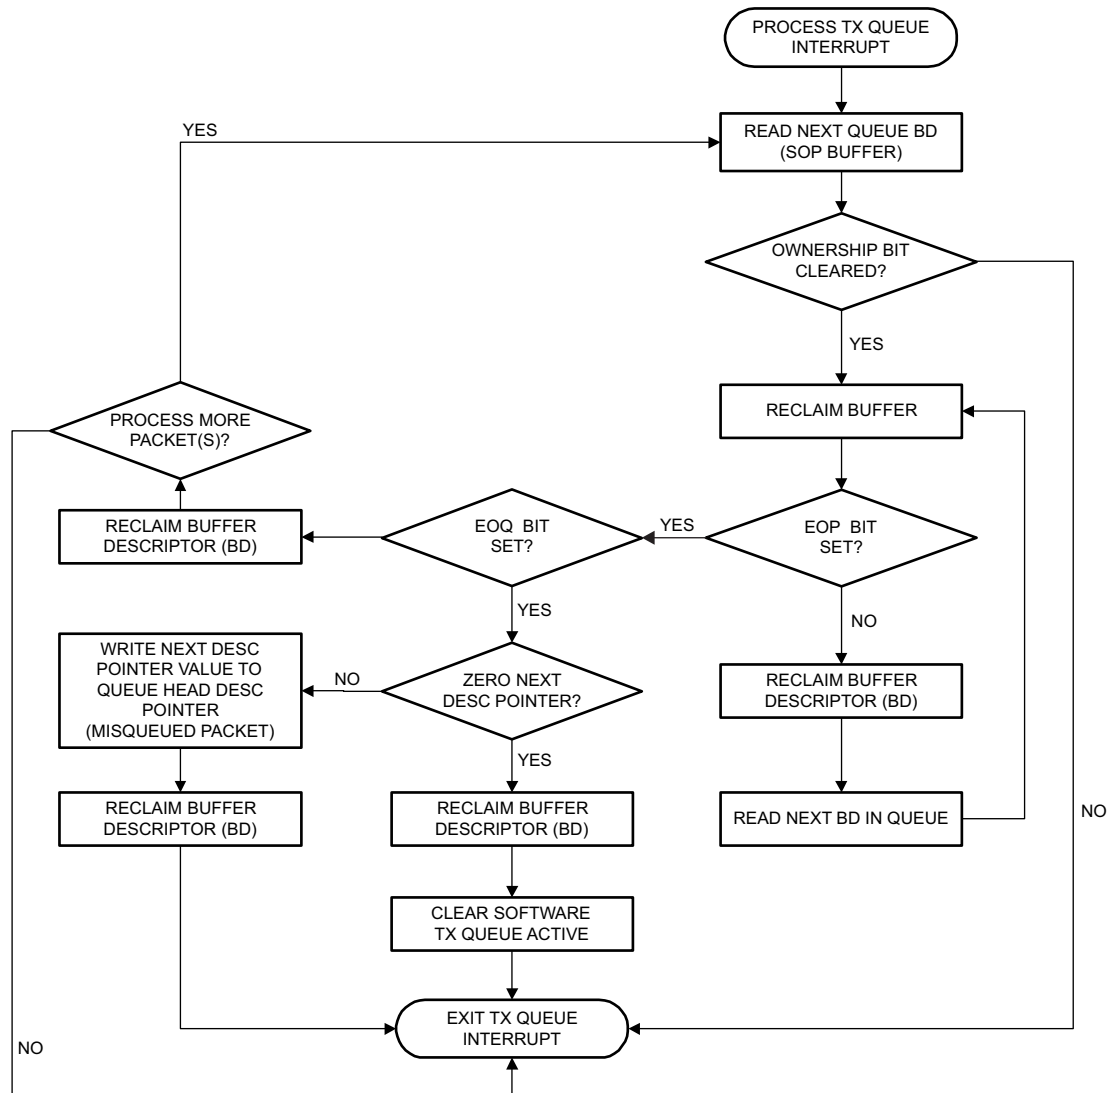 PROCESS TX QUEUE
INTERRUPT
YES
READ NEXT QUEUE BD
(SOP BUFFER)
OWNERSHIP BIT
CLEARED?
YES
PROCESS MORE
PACKET(S)?
RECLAIM BUFFER
RECLAIM BUFFER
DESCRIPTOR (BD)
EOQ BIT
SET?
YES
EOP BIT
SET?
YES
NO
WRITE NEXT DESC
POINTER VALUE TO
QUEUE HEAD DESC
POINTER
(MISQUEUED PACKET)
NO
ZERO NEXT
DESC POINTER?
RECLAIM BUFFER
DESCRIPTOR (BD)
YES
RECLAIM BUFFER
DESCRIPTOR (BD)
RECLAIM BUFFER
DESCRIPTOR (BD)
READ NEXT BD IN QUEUE
NO
CLEAR SOFTWARE
TX QUEUE ACTIVE
EXIT TX QUEUE
INTERRUPT
NO